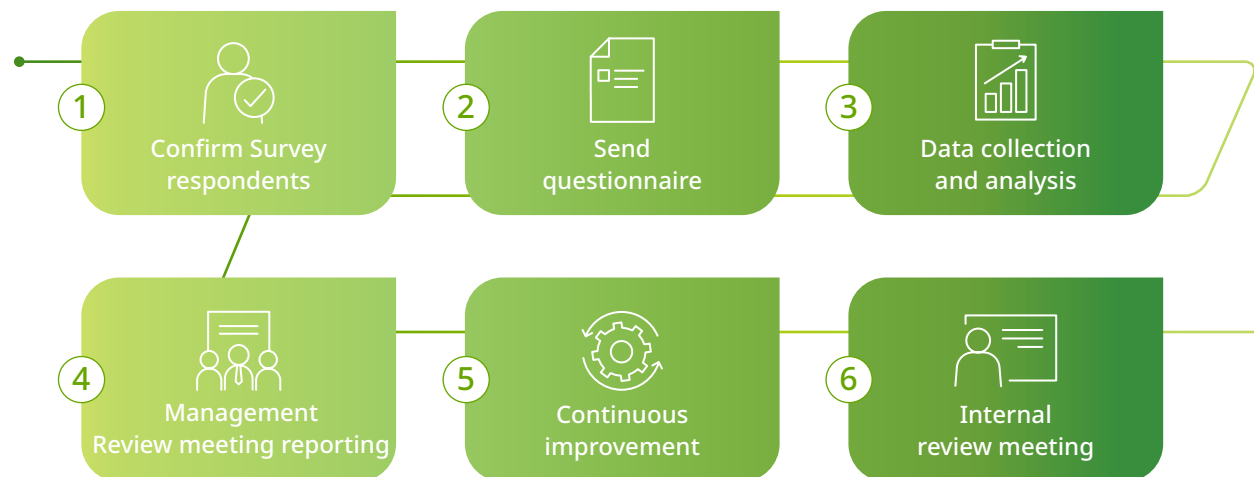 1
Confirm Survey
respondents
2
Send
questionnaire
3
Data collection
and analysis
4
Management
Review meeting reporting
5
Continuous
improvement
6
Internal
review meeting